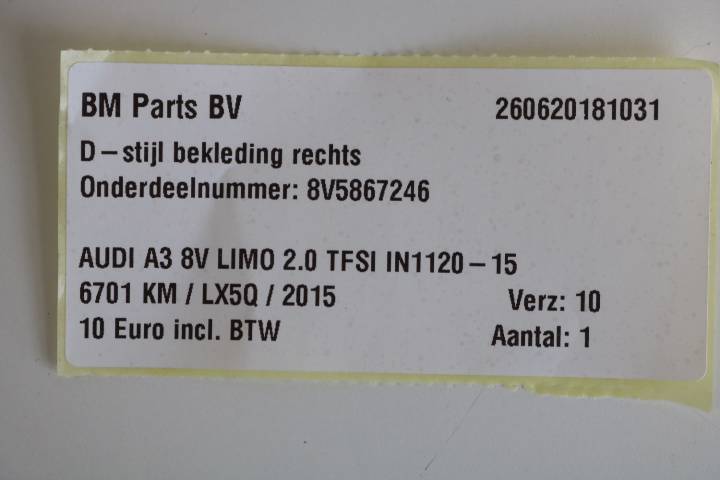 BM Parts BV 260620181031
D-stijl bekleding rechts
Onderdeelnummer: 8V5867246
AUDI A3 8V LIMO 2.0 TFSI IN1120-15
6701 KM / LX5Q / 2015 Verz: 10
10 Euro incl. BTW Aantal: 1